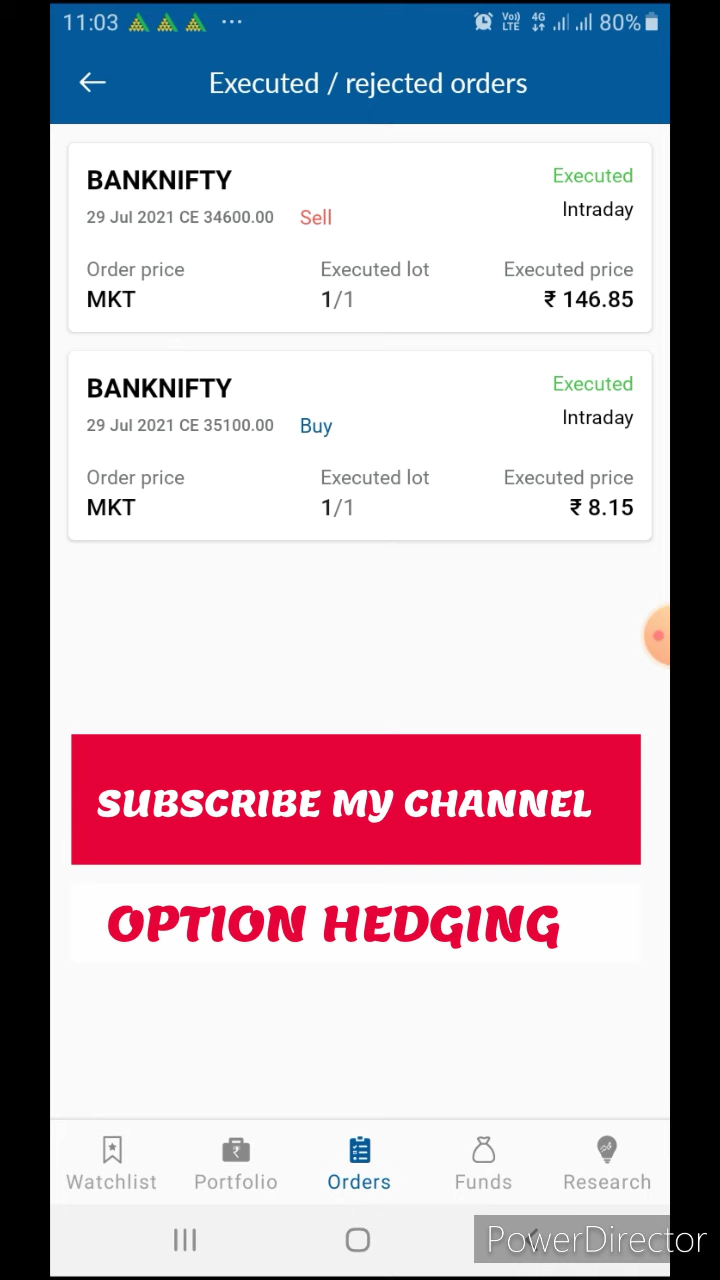 11:03 ... Vo)) LTE 4G 80%
Executed / rejected orders
BANKNIFTY Executed
29 Jul 2021 CE 34600.00 Sell Intraday
Order price Executed lot Executed price
MKT 1/1 ₹ 146.85
BANKNIFTY Executed
29 Jul 2021 CE 35100.00 Buy Intraday
Order price Executed lot Executed price
MKT 1/1 ₹ 8.15
SUBSCRIBE MY CHANNEL
OPTION HEDGING
Watchlist Portfolio Orders Funds Research
PowerDirector